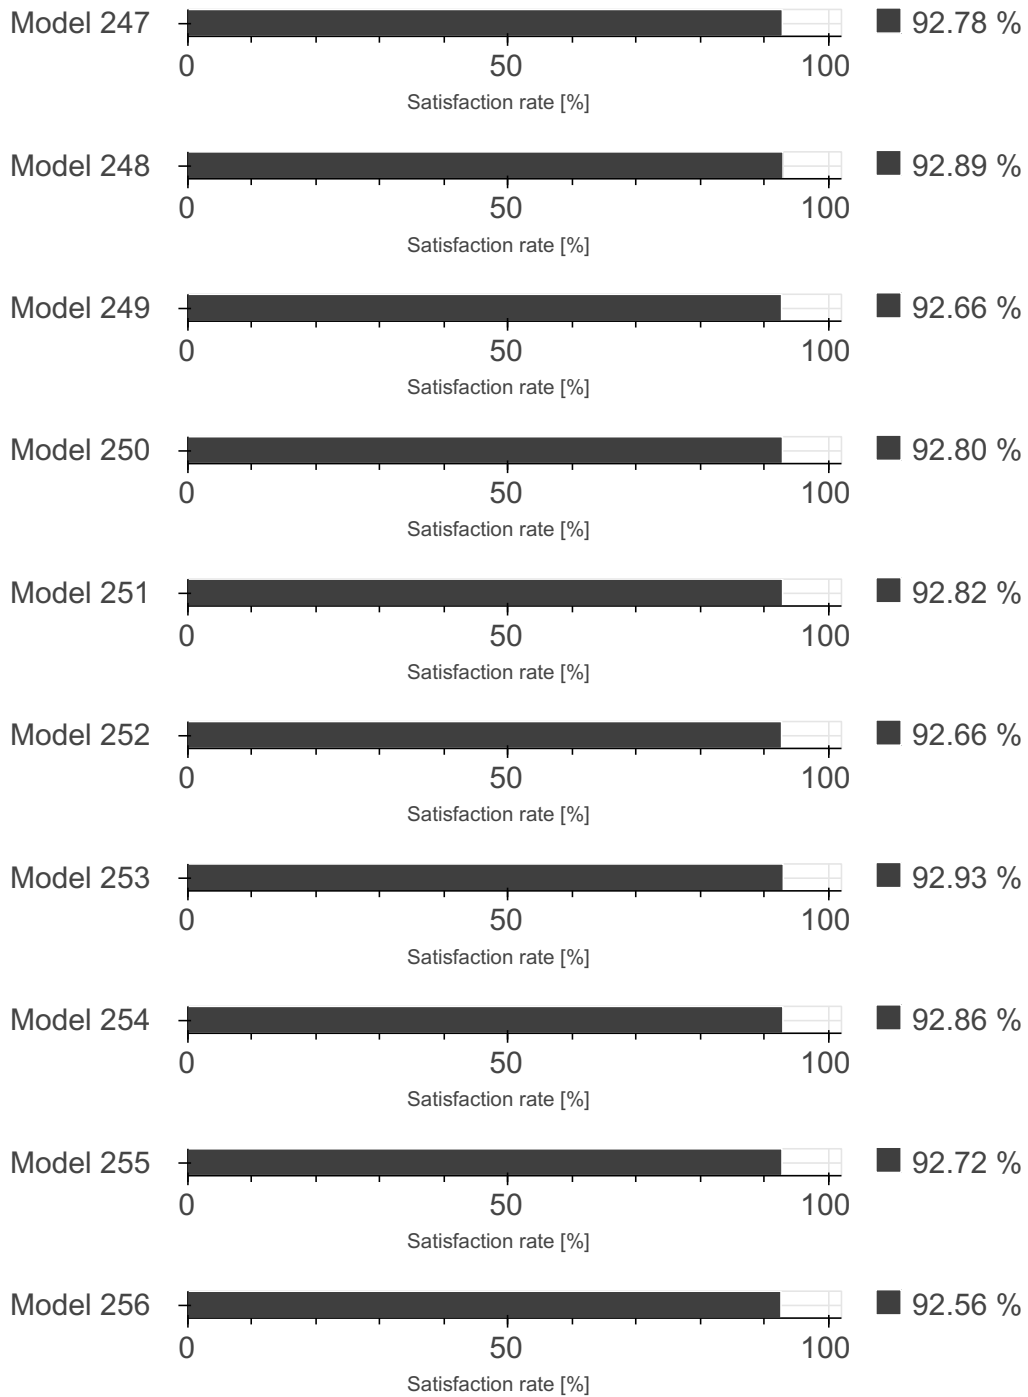 Model 247 92.78 %
0 50 100
Satisfaction rate [%]
Model 248 92.89 %
0 50 100
Satisfaction rate [%]
Model 249 92.66 %
0 50 100
Satisfaction rate [%]
Model 250 92.80 %
0 50 100
Satisfaction rate [%]
Model 251 92.82 %
0 50 100
Satisfaction rate [%]
Model 252 92.66 %
0 50 100
Satisfaction rate [%]
Model 253 92.93 %
0 50 100
Satisfaction rate [%]
Model 254 92.86 %
0 50 100
Satisfaction rate [%]
Model 255 92.72 %
0 50 100
Satisfaction rate [%]
Model 256 92.56 %
0 50 100
Satisfaction rate [%]